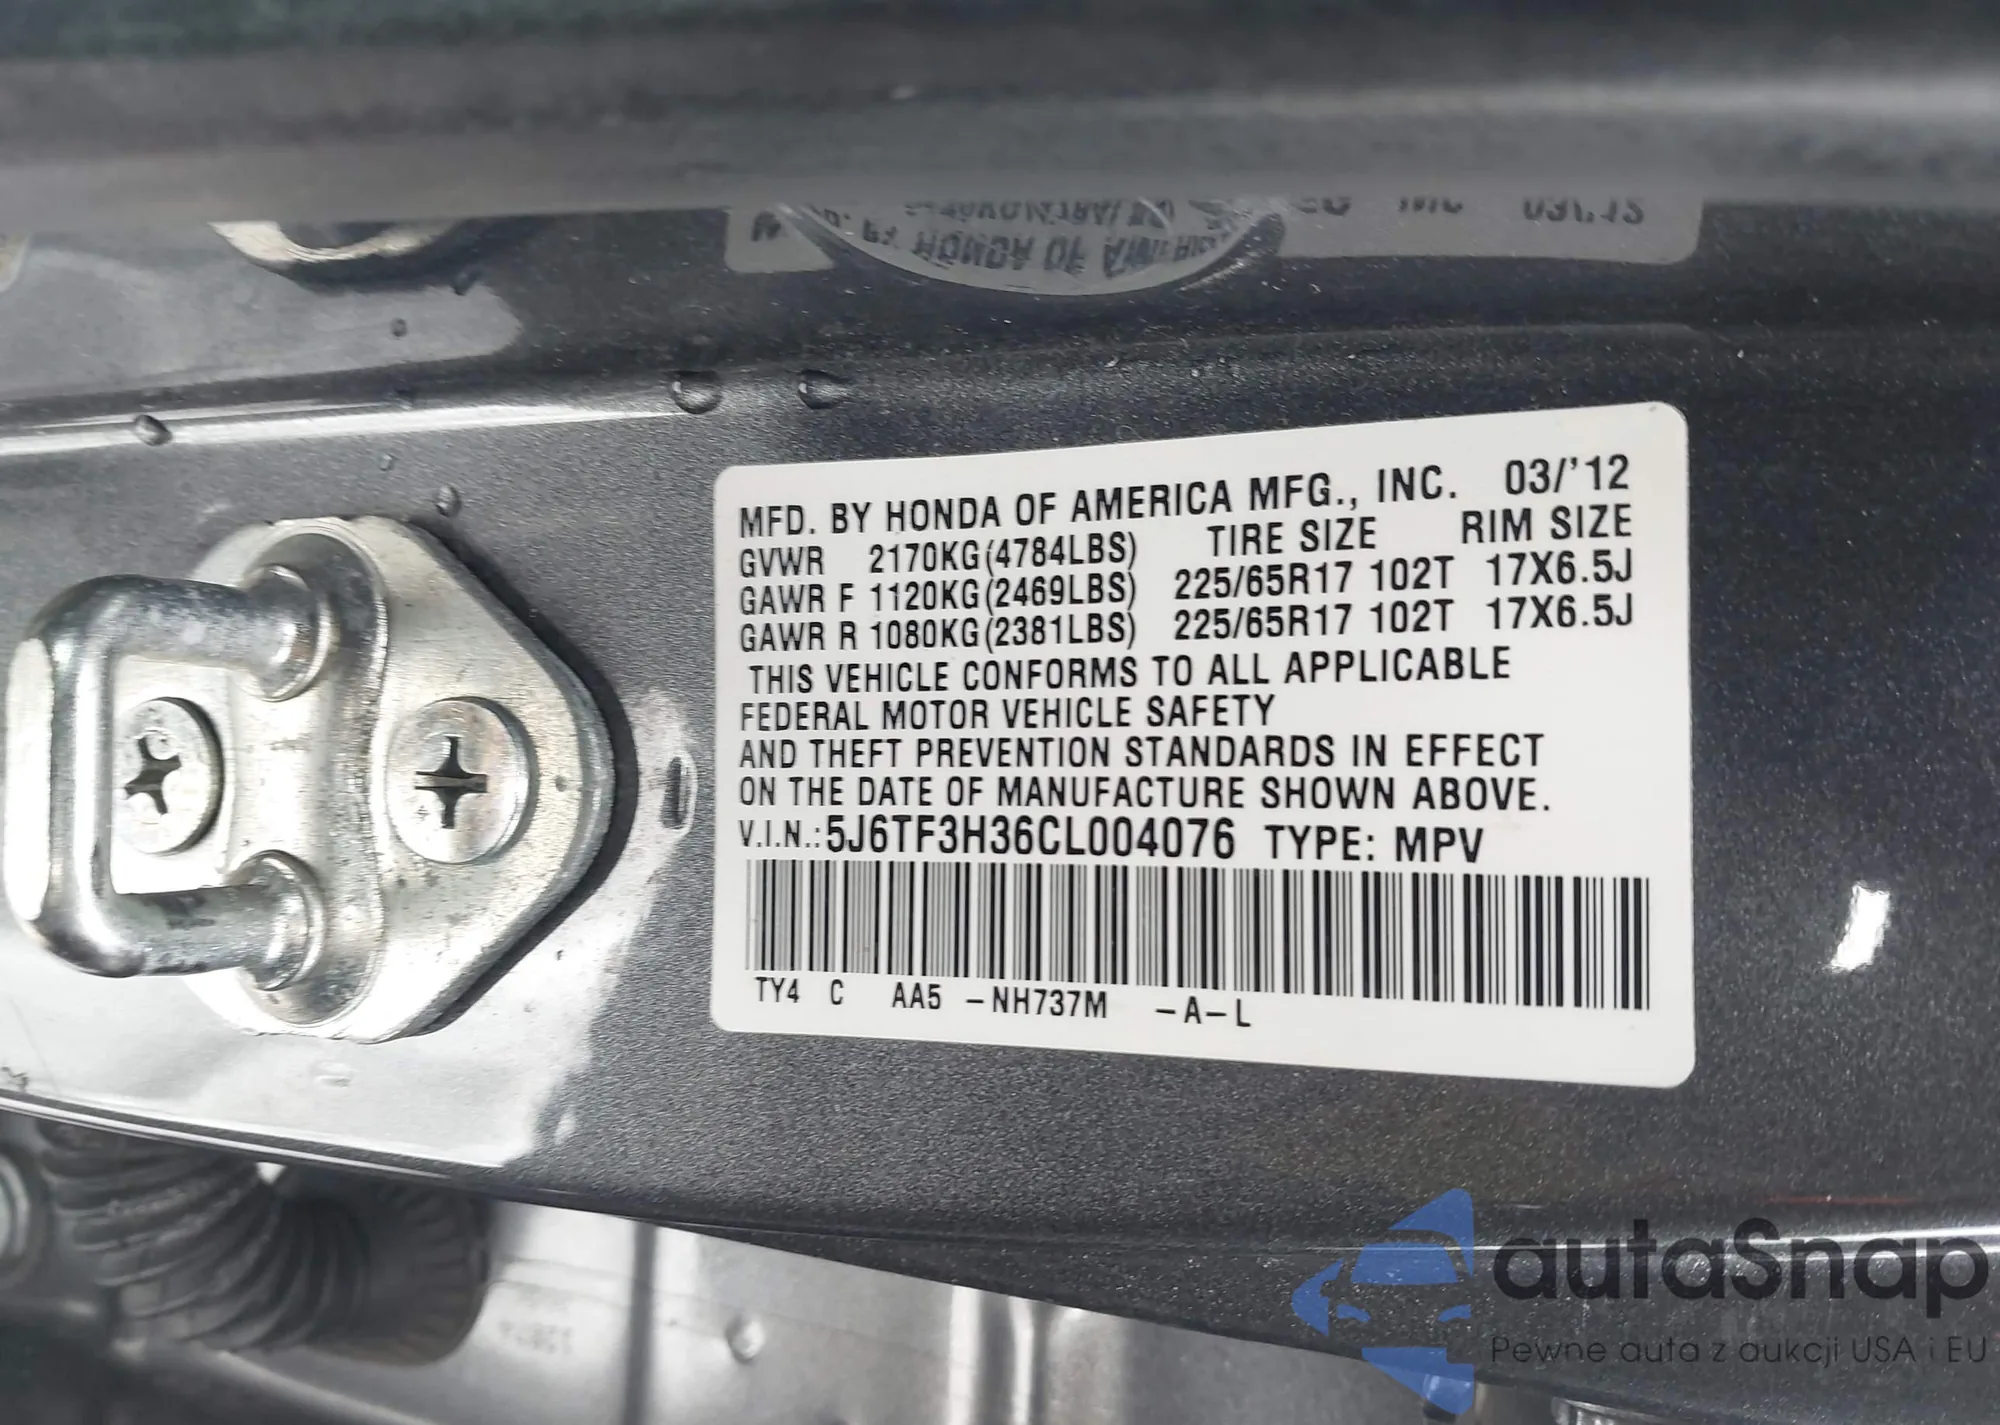 MFD. BY HONDA OF AMERICA MFG., INC. 03/'12
GVWR 2170KG(4784LBS) TIRE SIZE RIM SIZE
GAWR F 1120KG(2469LBS) 225/65R17 102T 17X6.5J
GAWR R 1080KG(2381LBS) 225/65R17 102T 17X6.5J
THIS VEHICLE CONFORMS TO ALL APPLICABLE
FEDERAL MOTOR VEHICLE SAFETY
AND THEFT PREVENTION STANDARDS IN EFFECT
ON THE DATE OF MANUFACTURE SHOWN ABOVE.
V.I.N.:5J6TF3H36CL004076 TYPE: MPV
TY4 C AA5 -NH737M -A-L
autaSnap
Pewne auta z aukcji USA i EU